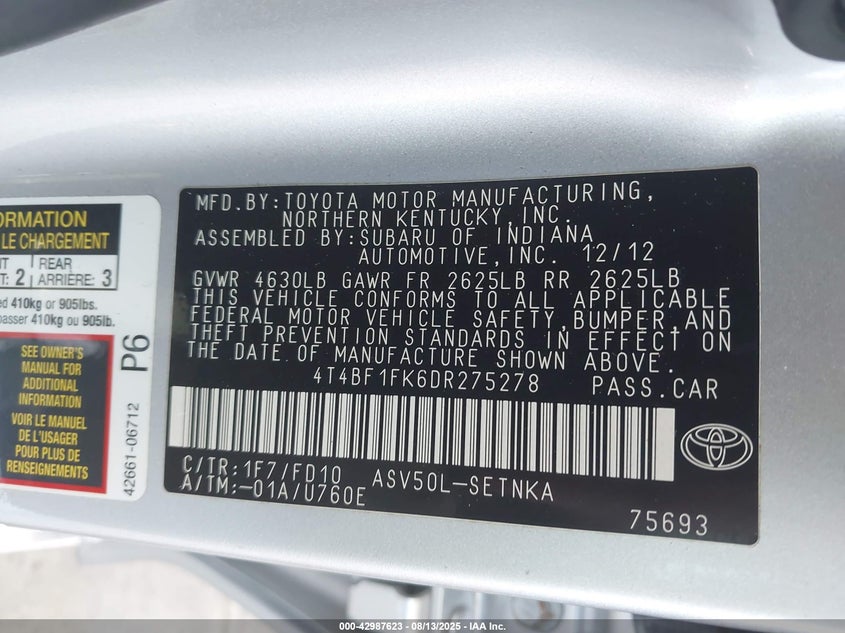 ORMATION
LE CHARGEMENT
2
REAR
ARRIÈRE: 3
410kg or 905lbs.
passer 410kg ou 905lb.
SEE OWNER'S
MANUAL FOR
ADDITIONAL
INFORMATION
VOIR LE MANUEL
DE L'USAGER
POUR PLUS DE
RENSEIGNEMENTS
P6
42661-06712
MFD.BY:TOYOTA MOTOR MANUFACTURING,
NORTHERN KENTUCKY,INC.
ASSEMBLED BY:SUBARU OF INDIANA
AUTOMOTIVE,INC. 12/12
GVWR 4630LB GAWR FR 2625LB RR 2625LB
THIS VEHICLE CONFORMS TO ALL APPLICABLE
FEDERAL MOTOR VEHICLE SAFETY,BUMPER,AND
THEFT PREVENTION STANDARDS IN EFFECT ON
THE DATE OF MANUFACTURE SHOWN ABOVE.
4T4BF1FK6DR275278 PASS.CAR
C/TR:1F7/FD10 ASV50L-SETNKA
A/TM:-01A/U760E
75693
000-42987623 - 08/13/2025 - IAA Inc.